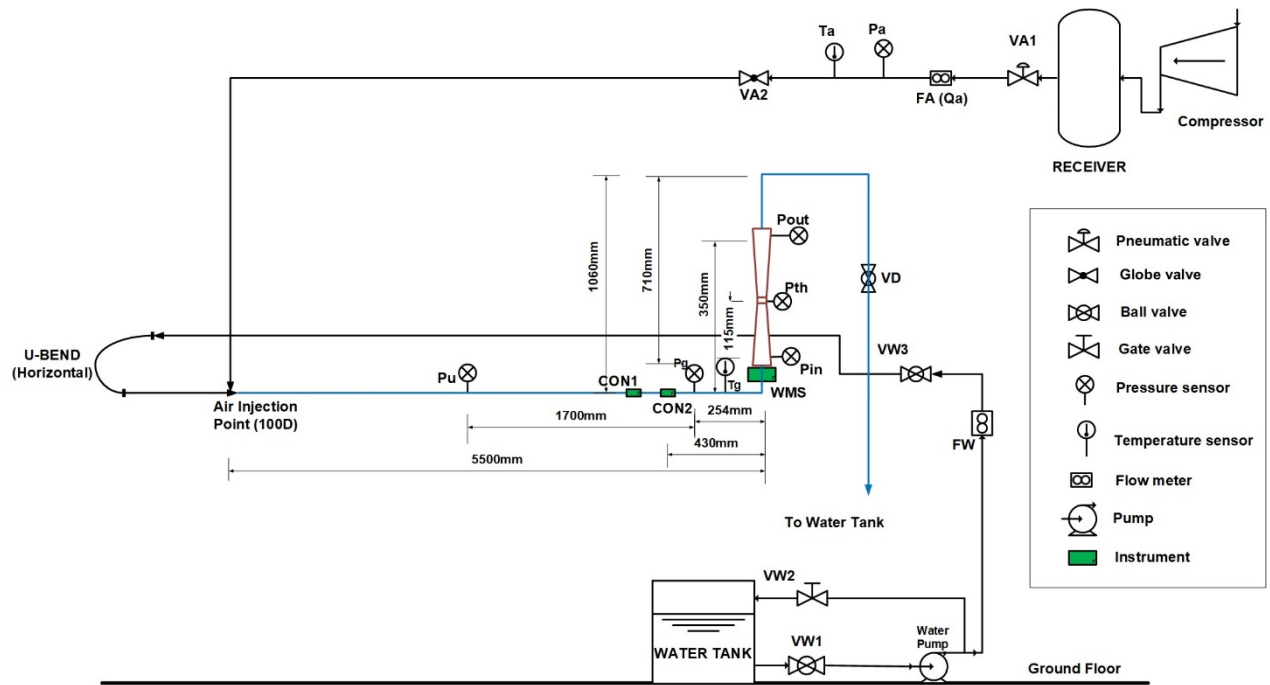 Ta
Pa
VA1
VA2
FA (Qa)
Compressor
RECEIVER
Pout
1060mm
710mm
350mm
Pth
115mm
VD
U-BEND
(Horizontal)
Pu
CON1
Pg
Tg
Pin
WMS
VW3
Air Injection
Point (100D)
CON2
1700mm
254mm
430mm
5500mm
FW
To Water Tank
VW2
WATER TANK
VW1
Water
Pump
Ground Floor
Pneumatic valve
Globe valve
Ball valve
Gate valve
Pressure sensor
Temperature sensor
Flow meter
Pump
Instrument